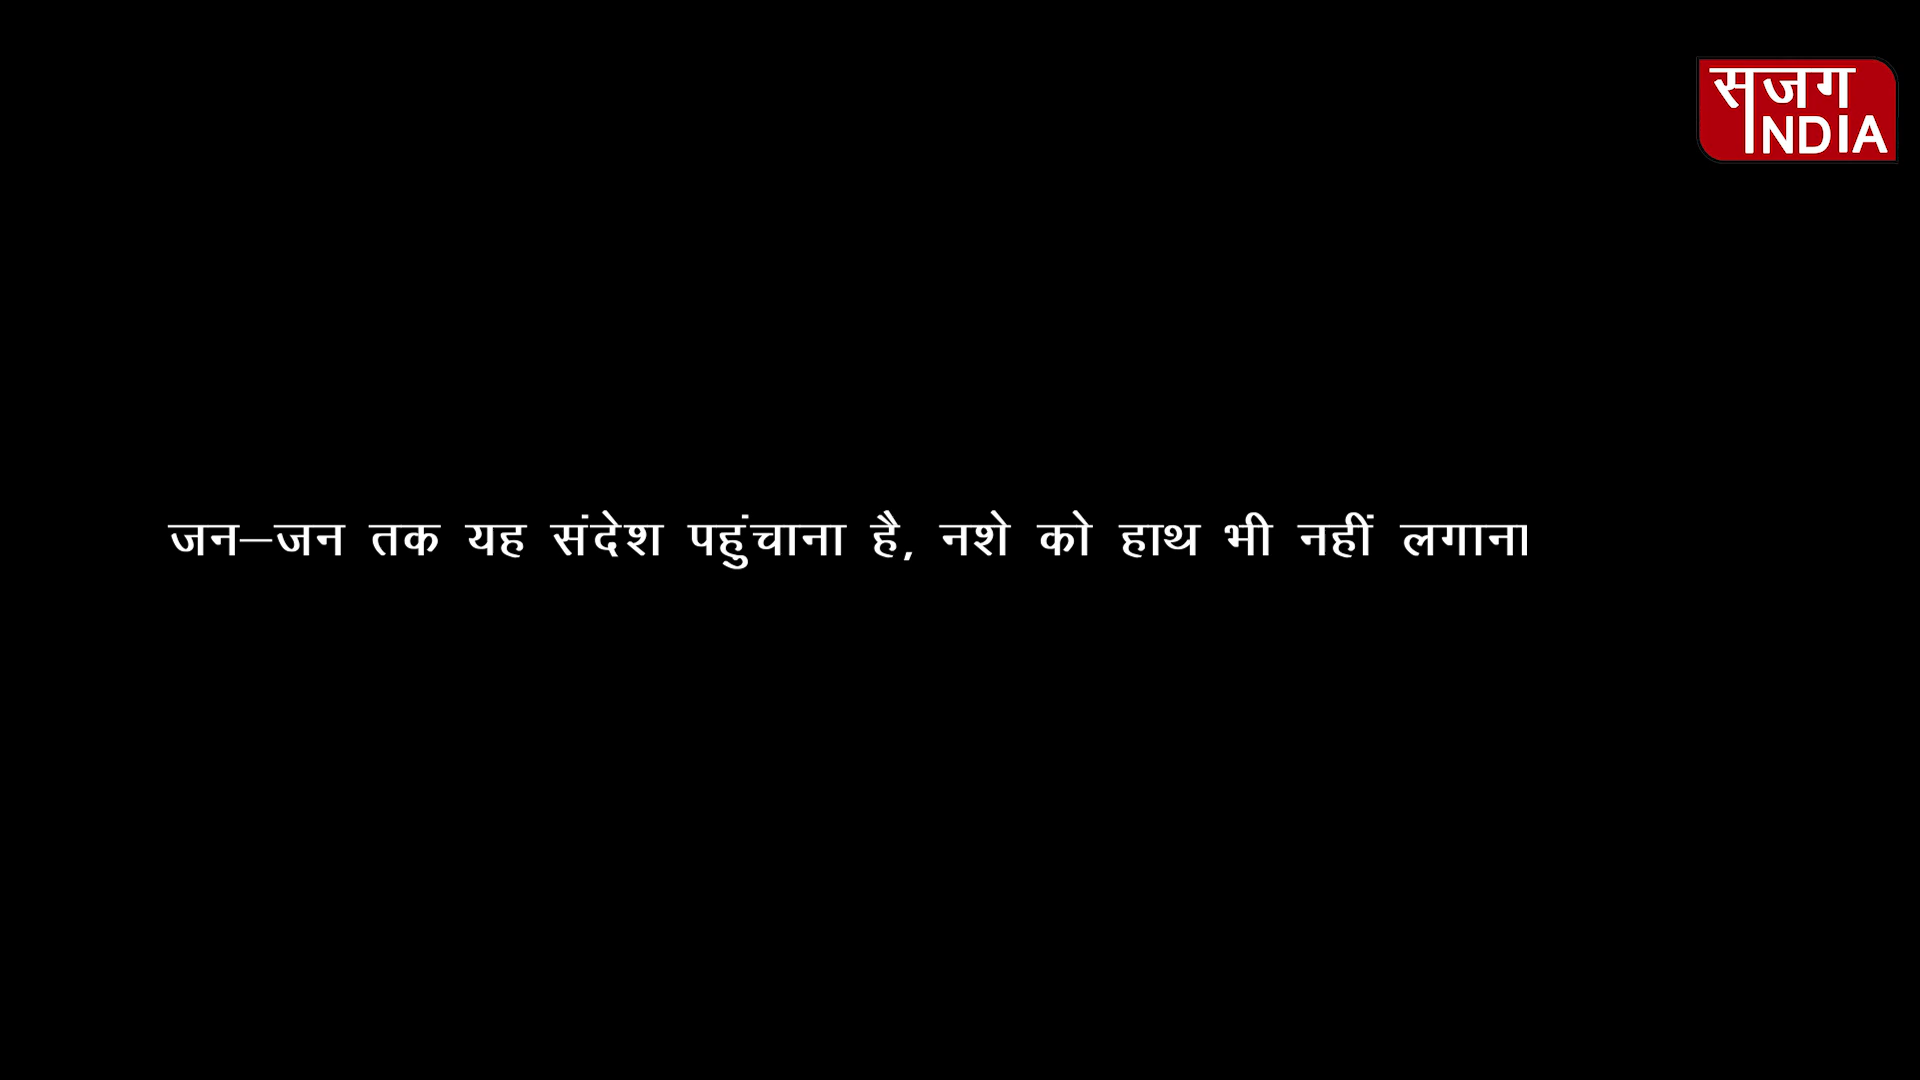 सजग
INDIA
जन–जन तक यह संदेश पहुंचाना है, नशे को हाथ भी नहीं लगाना